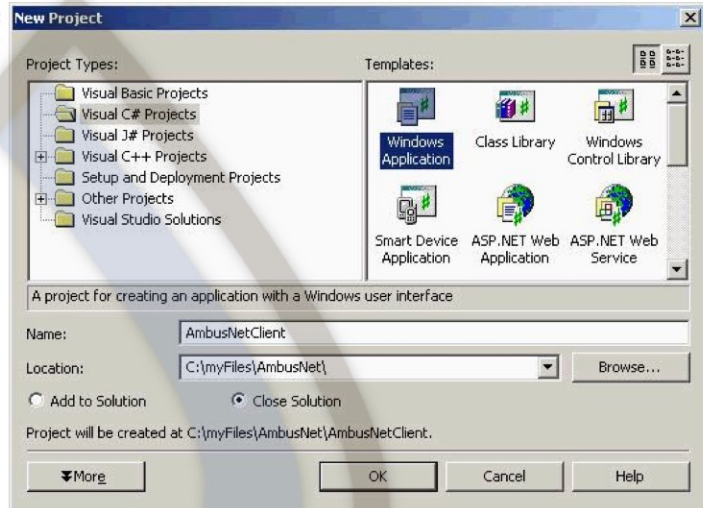 New Project
Project Types:
Templates:
Visual Basic Projects
Visual C# Projects
Visual J# Projects
Visual C++ Projects
Setup and Deployment Projects
Other Projects
Visual Studio Solutions
Windows Application
Class Library
Windows Control Library
Smart Device Application
ASP.NET Web Application
ASP.NET Web Service
A project for creating an application with a Windows user interface
Name:
AmbusNetClient
Location:
C:\myFiles\AmbusNet\
Browse...
Add to Solution
Close Solution
Project will be created at C:\myFiles\AmbusNet\AmbusNetClient.
More
OK
Cancel
Help